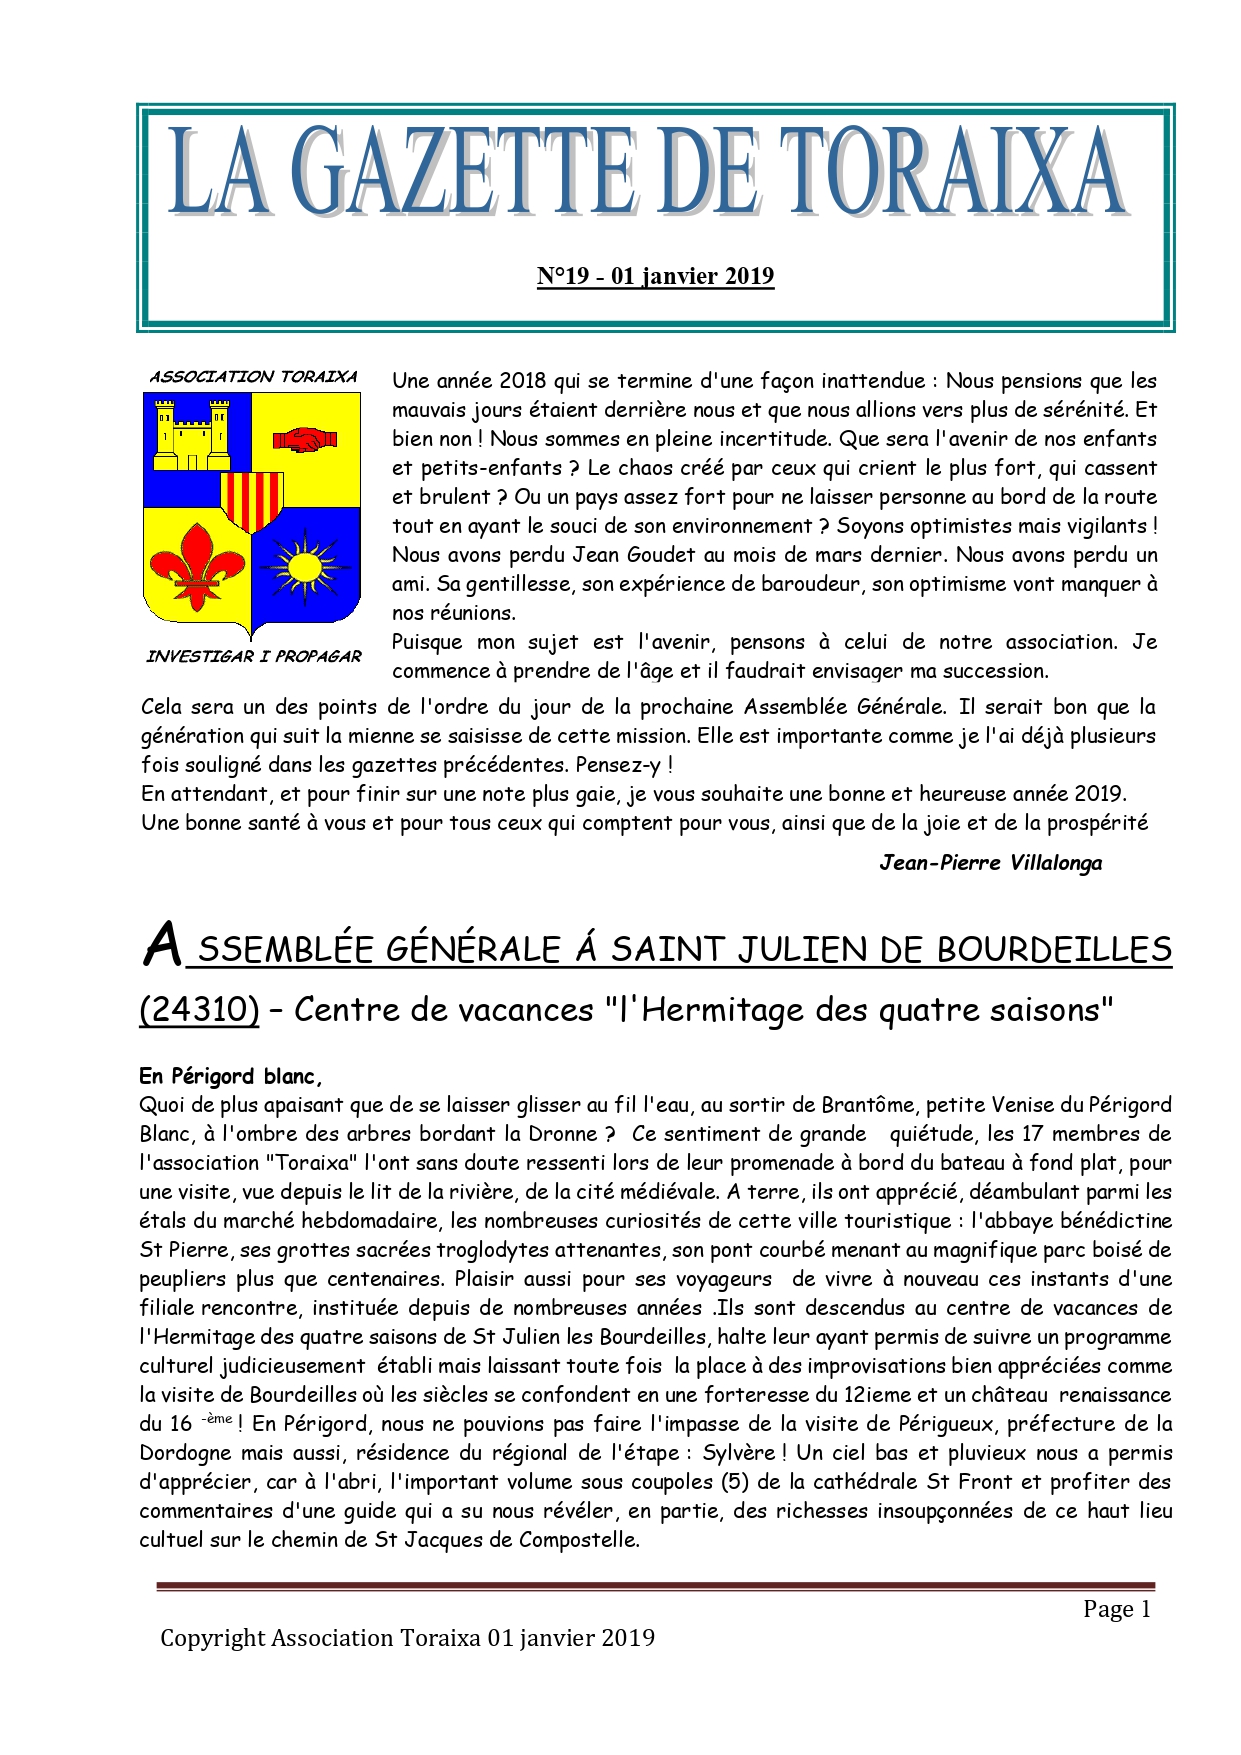 LA GAZETTE DE TORAIXA
N°19 - 01 janvier 2019
ASSOCIATION TORAIXA
INVESTIGAR I PROPAGAR
Une année 2018 qui se termine d'une façon inattendue : Nous pensions que les
mauvais jours étaient derrière nous et que nous allions vers plus de sérénité. Et
bien non ! Nous sommes en pleine incertitude. Que sera l'avenir de nos enfants
et petits-enfants ? Le chaos créé par ceux qui crient le plus fort, qui cassent
et brulent ? Ou un pays assez fort pour ne laisser personne au bord de la route
tout en ayant le souci de son environnement ? Soyons optimistes mais vigilants !
Nous avons perdu Jean Goudet au mois de mars dernier. Nous avons perdu un
ami. Sa gentillesse, son expérience de baroudeur, son optimisme vont manquer à
nos réunions.
Puisque mon sujet est l'avenir, pensons à celui de notre association. Je
commence à prendre de l'âge et il faudrait envisager ma succession.
Cela sera un des points de l'ordre du jour de la prochaine Assemblée Générale. Il serait bon que la
génération qui suit la mienne se saisisse de cette mission. Elle est importante comme je l'ai déjà plusieurs
fois souligné dans les gazettes précédentes. Pensez-y !
En attendant, et pour finir sur une note plus gaie, je vous souhaite une bonne et heureuse année 2019.
Une bonne santé à vous et pour tous ceux qui comptent pour vous, ainsi que de la joie et de la prospérité
Jean-Pierre Villalonga
A SSEMBLÉE GÉNÉRALE Á SAINT JULIEN DE BOURDEILLES
(24310) – Centre de vacances "l'Hermitage des quatre saisons"
En Périgord blanc,
Quoi de plus apaisant que de se laisser glisser au fil l'eau, au sortir de Brantôme, petite Venise du Périgord
Blanc, à l'ombre des arbres bordant la Dronne ? Ce sentiment de grande quiétude, les 17 membres de
l'association "Toraixa" l'ont sans doute ressenti lors de leur promenade à bord du bateau à fond plat, pour
une visite, vue depuis le lit de la rivière, de la cité médiévale. A terre, ils ont apprécié, déambulant parmi les
étals du marché hebdomadaire, les nombreuses curiosités de cette ville touristique : l'abbaye bénédictine
St Pierre, ses grottes sacrées troglodytes attenantes, son pont courbé menant au magnifique parc boisé de
peupliers plus que centenaires. Plaisir aussi pour ses voyageurs de vivre à nouveau ces instants d'une
filiale rencontre, instituée depuis de nombreuses années .Ils sont descendus au centre de vacances de
l'Hermitage des quatre saisons de St Julien les Bourdeilles, halte leur ayant permis de suivre un programme
culturel judicieusement établi mais laissant toute fois la place à des improvisations bien appréciées comme
la visite de Bourdeilles où les siècles se confondent en une forteresse du 12ieme et un château renaissance
du 16 -ème ! En Périgord, nous ne pouvions pas faire l'impasse de la visite de Périgueux, préfecture de la
Dordogne mais aussi, résidence du régional de l'étape : Sylvère ! Un ciel bas et pluvieux nous a permis
d'apprécier, car à l'abri, l'important volume sous coupoles (5) de la cathédrale St Front et profiter des
commentaires d'une guide qui a su nous révéler, en partie, des richesses insoupçonnées de ce haut lieu
cultuel sur le chemin de St Jacques de Compostelle.
Page 1
Copyright Association Toraixa 01 janvier 2019